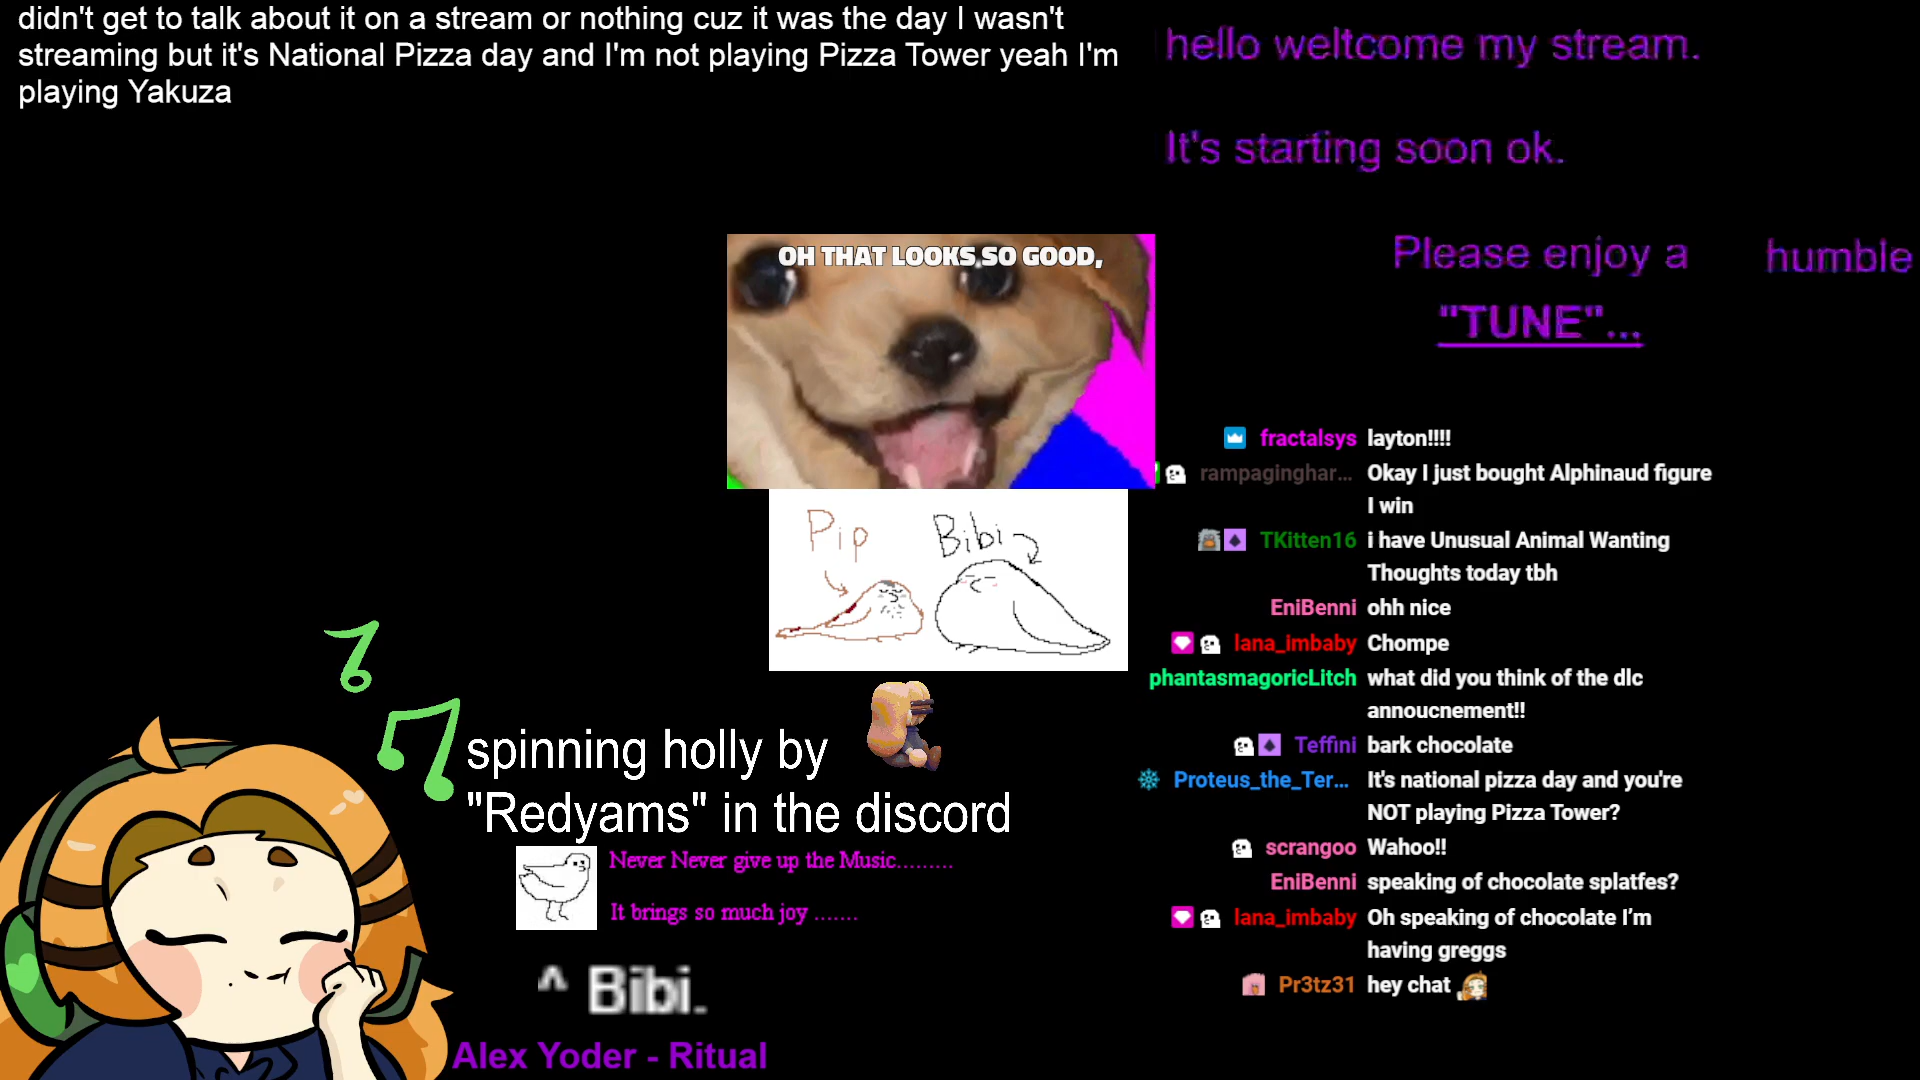 didn't get to talk about it on a stream or nothing cuz it was the day I wasn't
streaming but it's National Pizza day and I'm not playing Pizza Tower yeah I'm
playing Yakuza
hello weltcome my stream.
It's starting soon ok.
Please enjoy a humble
"TUNE"...
OH THAT LOOKS SO GOOD,
Pip
Bibi
fractalsys layton!!!!
rampaginghar... Okay I just bought Alphinaud figure
I win
TKitten16 i have Unusual Animal Wanting
Thoughts today tbh
EniBenni ohh nice
lana_imbaby Chompe
phantasmagoricLitch what did you think of the dlc
annoucnement!!
Teffini bark chocolate
Proteus_the_Ter... It's national pizza day and you're
NOT playing Pizza Tower?
scrangoo Wahoo!!
EniBenni speaking of chocolate splatfes?
lana_imbaby Oh speaking of chocolate I'm
having greggs
Pr3tz31 hey chat
spinning holly by
"Redyams" in the discord
Never Never give up the Music.........
It brings so much joy .......
^ Bibi.
Alex Yoder - Ritual